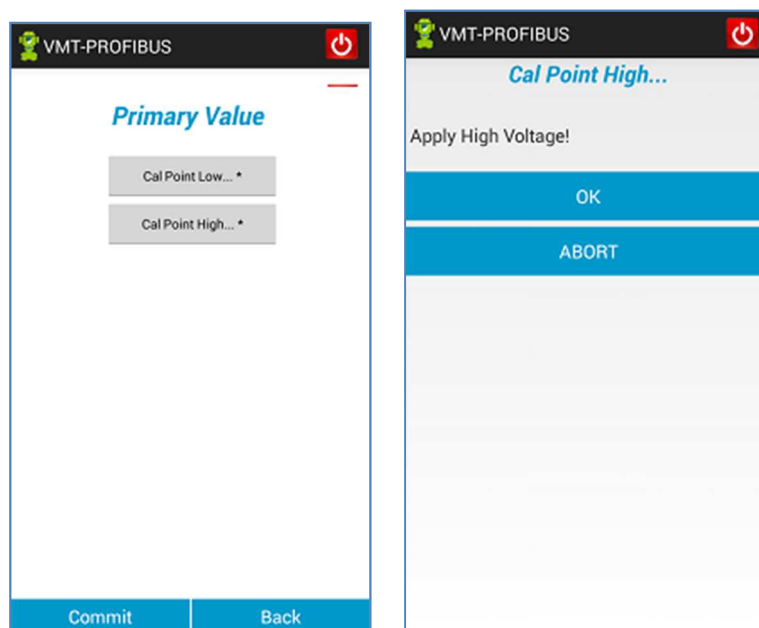 VMT-PROFIBUS
Primary Value
Cal Point Low... *
Cal Point High... *
Commit
Back
VMT-PROFIBUS
Cal Point High...
Apply High Voltage!
OK
ABORT